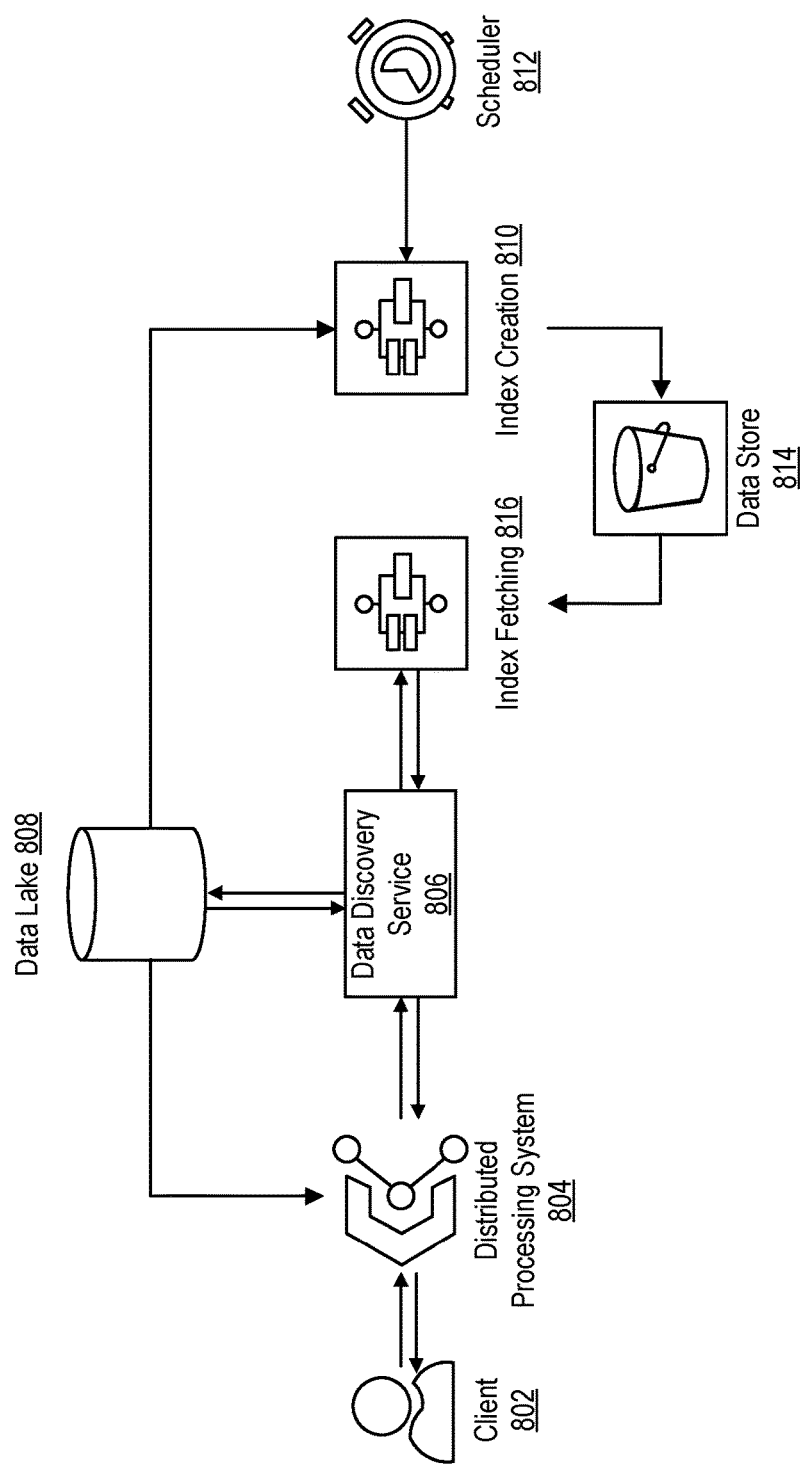 Data Lake 808
Client
802
Distributed
Processing System
804
Data Discovery
Service
806
Index Fetching 816
Index Creation 810
Scheduler
812
Data Store
814